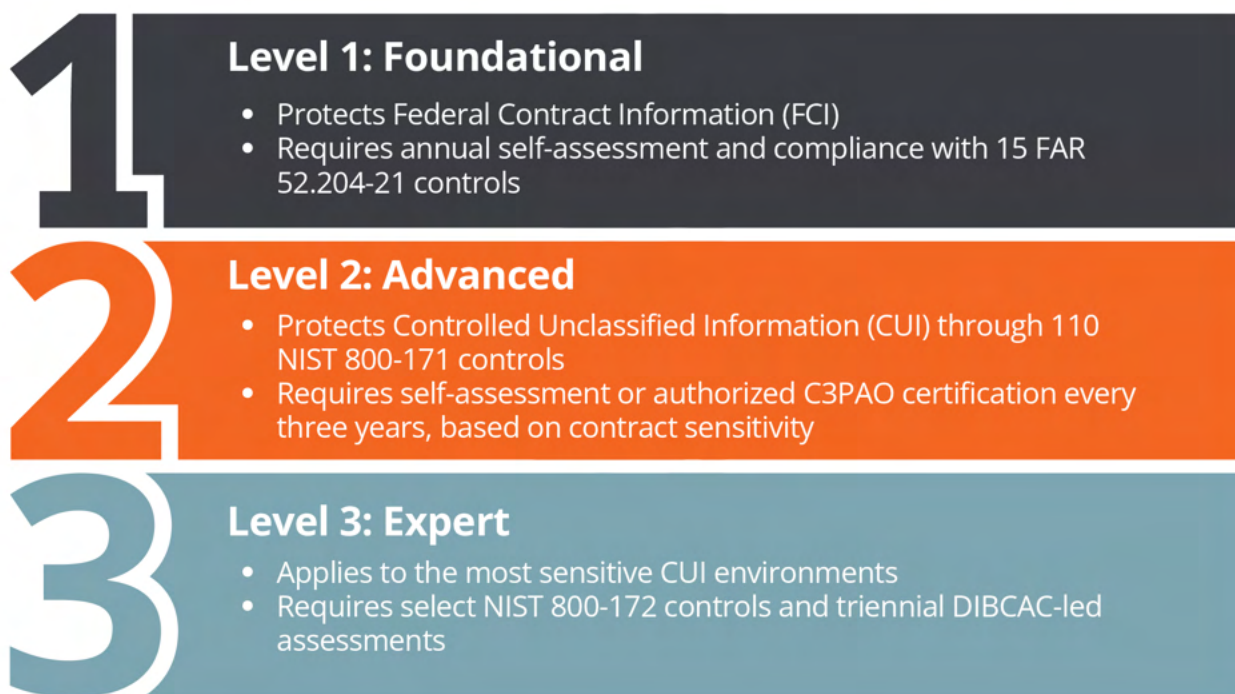 1
Level 1: Foundational
• Protects Federal Contract Information (FCI)
• Requires annual self-assessment and compliance with 15 FAR
52.204-21 controls
2
Level 2: Advanced
• Protects Controlled Unclassified Information (CUI) through 110
NIST 800-171 controls
• Requires self-assessment or authorized C3PAO certification every
three years, based on contract sensitivity
3
Level 3: Expert
• Applies to the most sensitive CUI environments
• Requires select NIST 800-172 controls and triennial DIBCAC-led
assessments